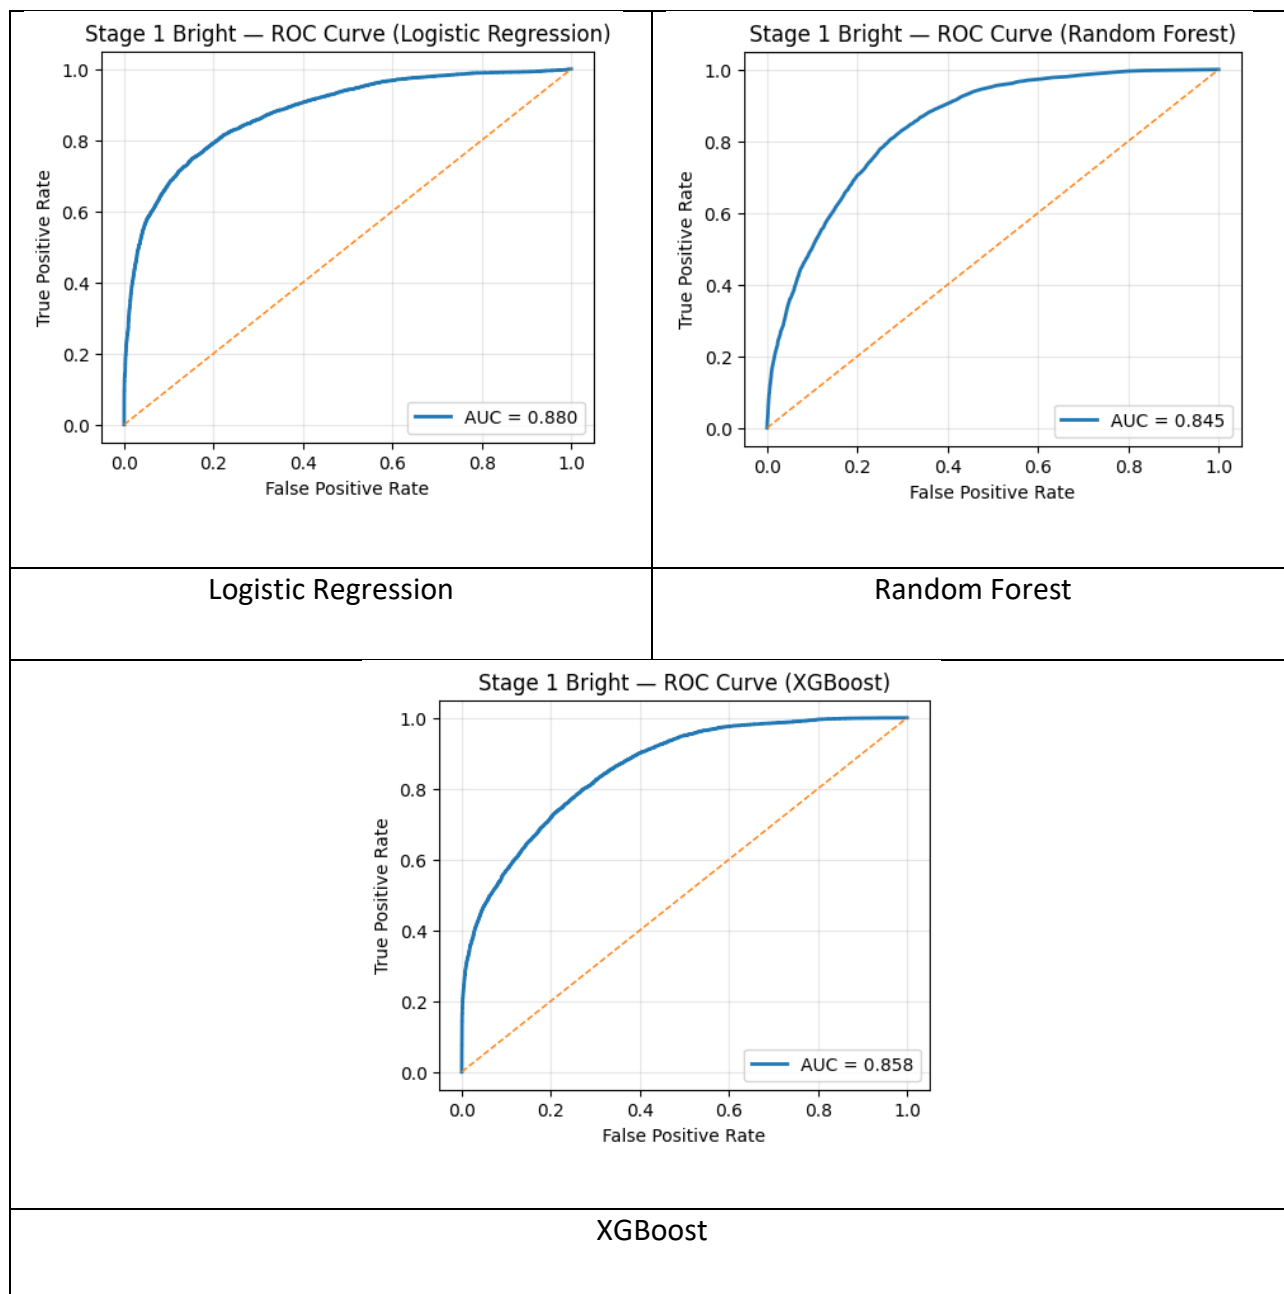 Stage 1 Bright — ROC Curve (Logistic Regression)
1.0
0.8
0.6
0.4
0.2
0.0
True Positive Rate
AUC = 0.880
0.0 0.2 0.4 0.6 0.8 1.0
False Positive Rate
Stage 1 Bright — ROC Curve (Random Forest)
1.0
0.8
0.6
0.4
0.2
0.0
True Positive Rate
AUC = 0.845
0.0 0.2 0.4 0.6 0.8 1.0
False Positive Rate
Logistic Regression
Random Forest
Stage 1 Bright — ROC Curve (XGBoost)
1.0
0.8
0.6
0.4
0.2
0.0
True Positive Rate
AUC = 0.858
0.0 0.2 0.4 0.6 0.8 1.0
False Positive Rate
XGBoost